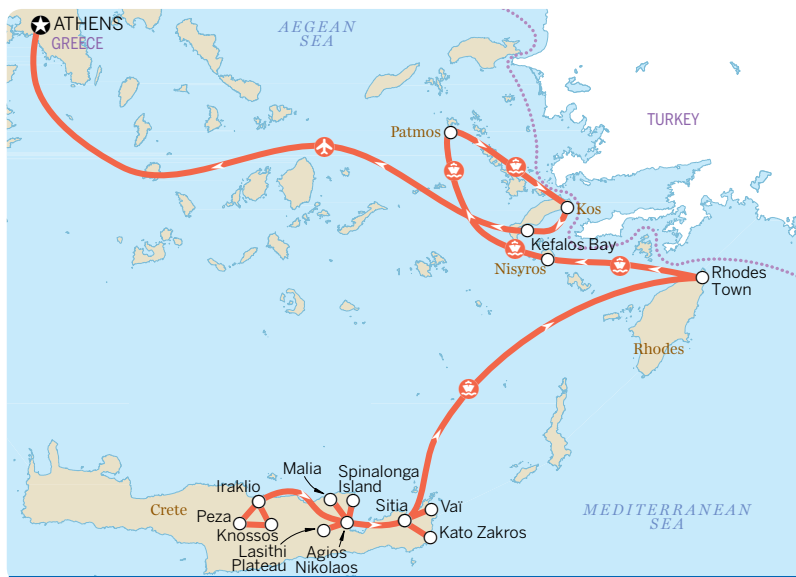 ATHENS
GREECE
AEGEAN
SEA
TURKEY
Patmos
Kos
Kefalos Bay
Nisyros
Rhodes
Town
Rhodes
Malia
Spinalonga
Island
Iraklio
Sitia
Vaï
Crete
Peza
Knossos
Kato Zakros
Lasithi
Plateau
Agios
Nikolaos
MEDITERRANEAN
SEA